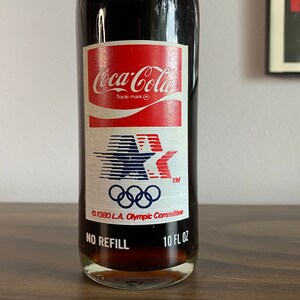 Coca-Cola
Trade-mark ®
TM
©1980 L.A. Olympic Committee
NO REFILL 10 FL OZ